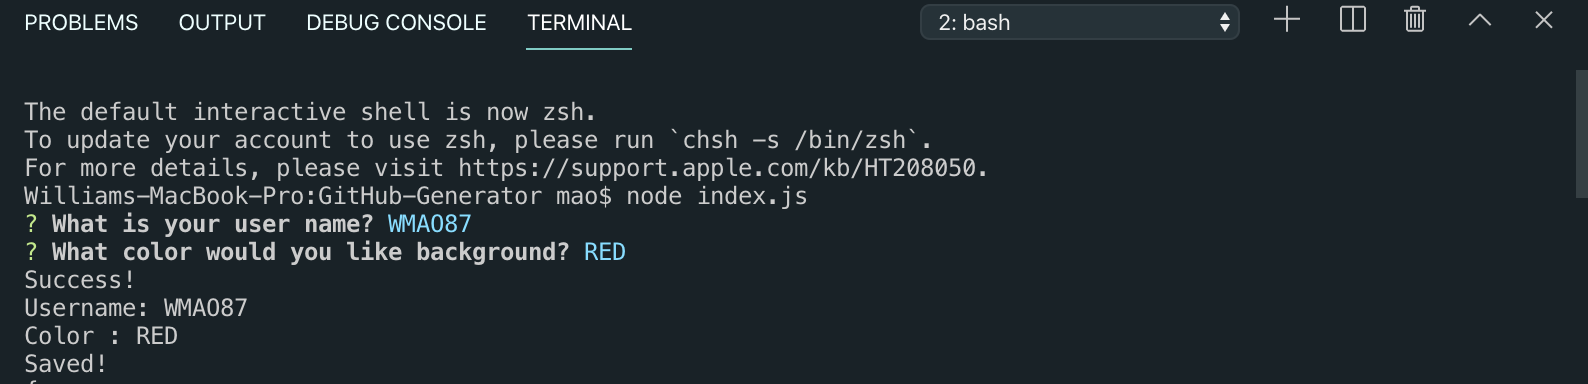 PROBLEMS OUTPUT DEBUG CONSOLE TERMINAL 2: bash
The default interactive shell is now zsh.
To update your account to use zsh, please run `chsh -s /bin/zsh`.
For more details, please visit https://support.apple.com/kb/HT208050.
Williams-MacBook-Pro:GitHub-Generator mao$ node index.js
? What is your user name? WMAO87
? What color would you like background? RED
Success!
Username: WMAO87
Color : RED
Saved!